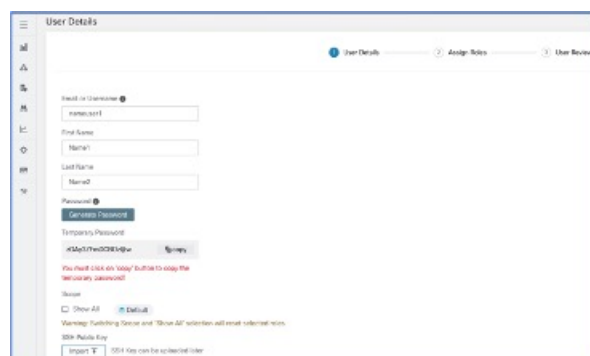 User Details
1 User Details 2 Assign Roles 3 User Review
Email or Username
First Name
Name1
Last Name
Name2
Password
Generate Password
Temporary Password
copy
You must click on 'copy' button to copy the
temporary password!
Scope
Show All Default
Warning: Switching Scope and 'Show All' selection will reset selected roles
SSH Public Key
Import SSH Key can be uploaded later